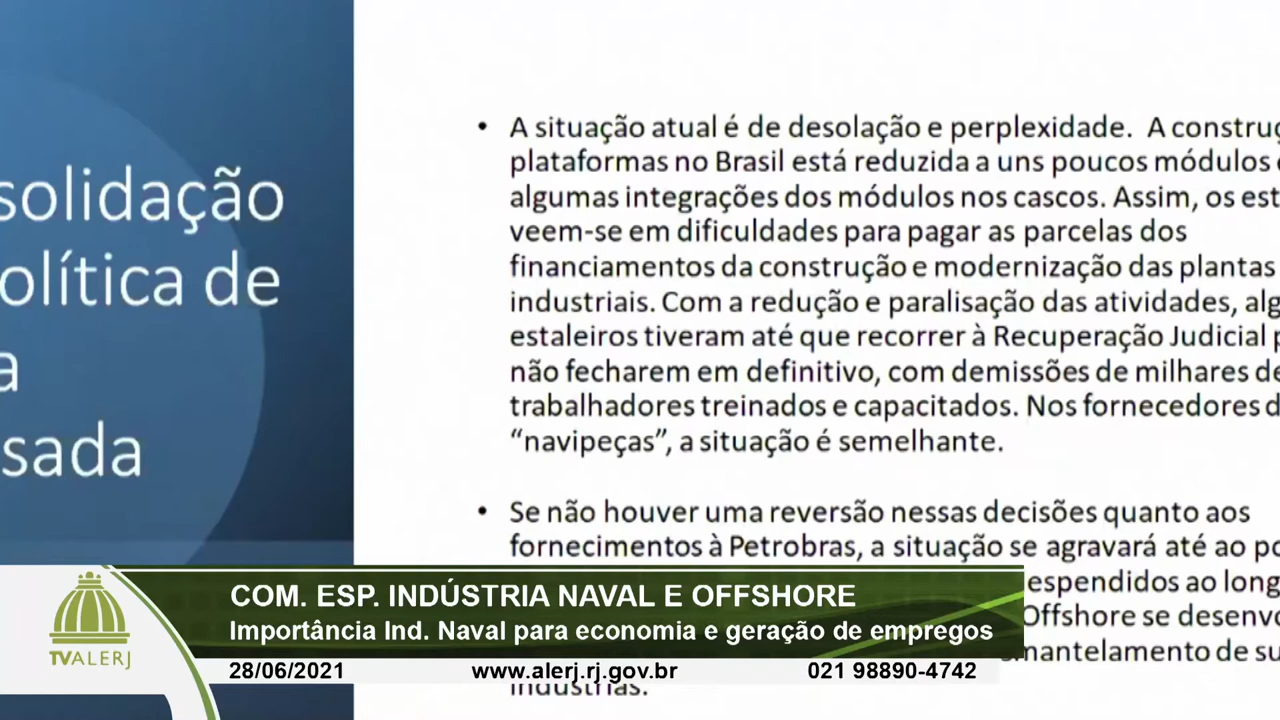 solidação
olítica de
a
sada
• A situação atual é de desolação e perplexidade. A construç
plataformas no Brasil está reduzida a uns poucos módulos
algumas integrações dos módulos nos cascos. Assim, os est
veem-se em dificuldades para pagar as parcelas dos
financiamentos da construção e modernização das plantas
industriais. Com a redução e paralisação das atividades, alg
estaleiros tiveram até que recorrer à Recuperação Judicial p
não fecharem em definitivo, com demissões de milhares de
trabalhadores treinados e capacitados. Nos fornecedores d
“navipeças”, a situação é semelhante.
• Se não houver uma reversão nessas decisões quanto aos
fornecimentos à Petrobras, a situação se agravará até ao po
espendidos ao long
Offshore se desenvo
mantelamento de su
indústrias.
COM. ESP. INDÚSTRIA NAVAL E OFFSHORE
Importância Ind. Naval para economia e geração de empregos
28/06/2021 www.alerj.rj.gov.br 021 98890-4742
TVALERJ